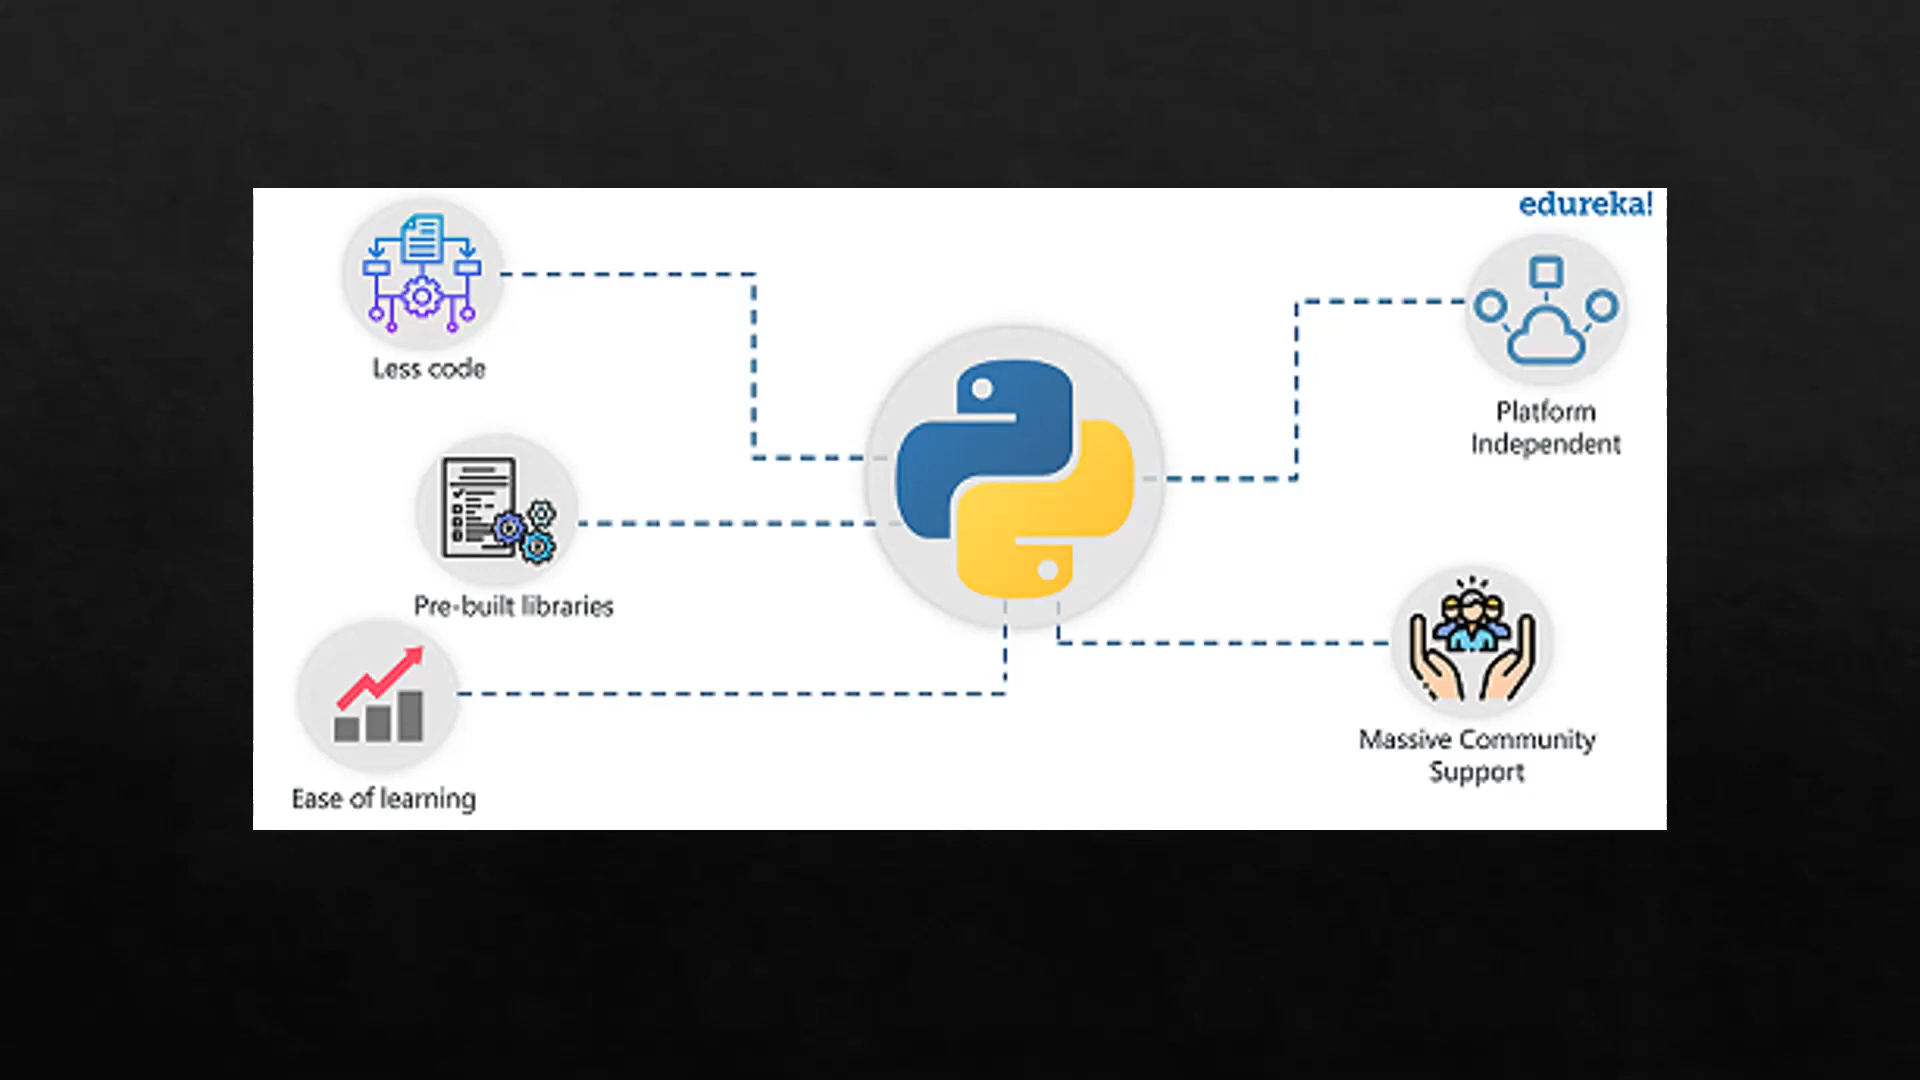 edureka!
Less code
Platform
Independent
Pre-built libraries
Massive Community
Support
Ease of learning